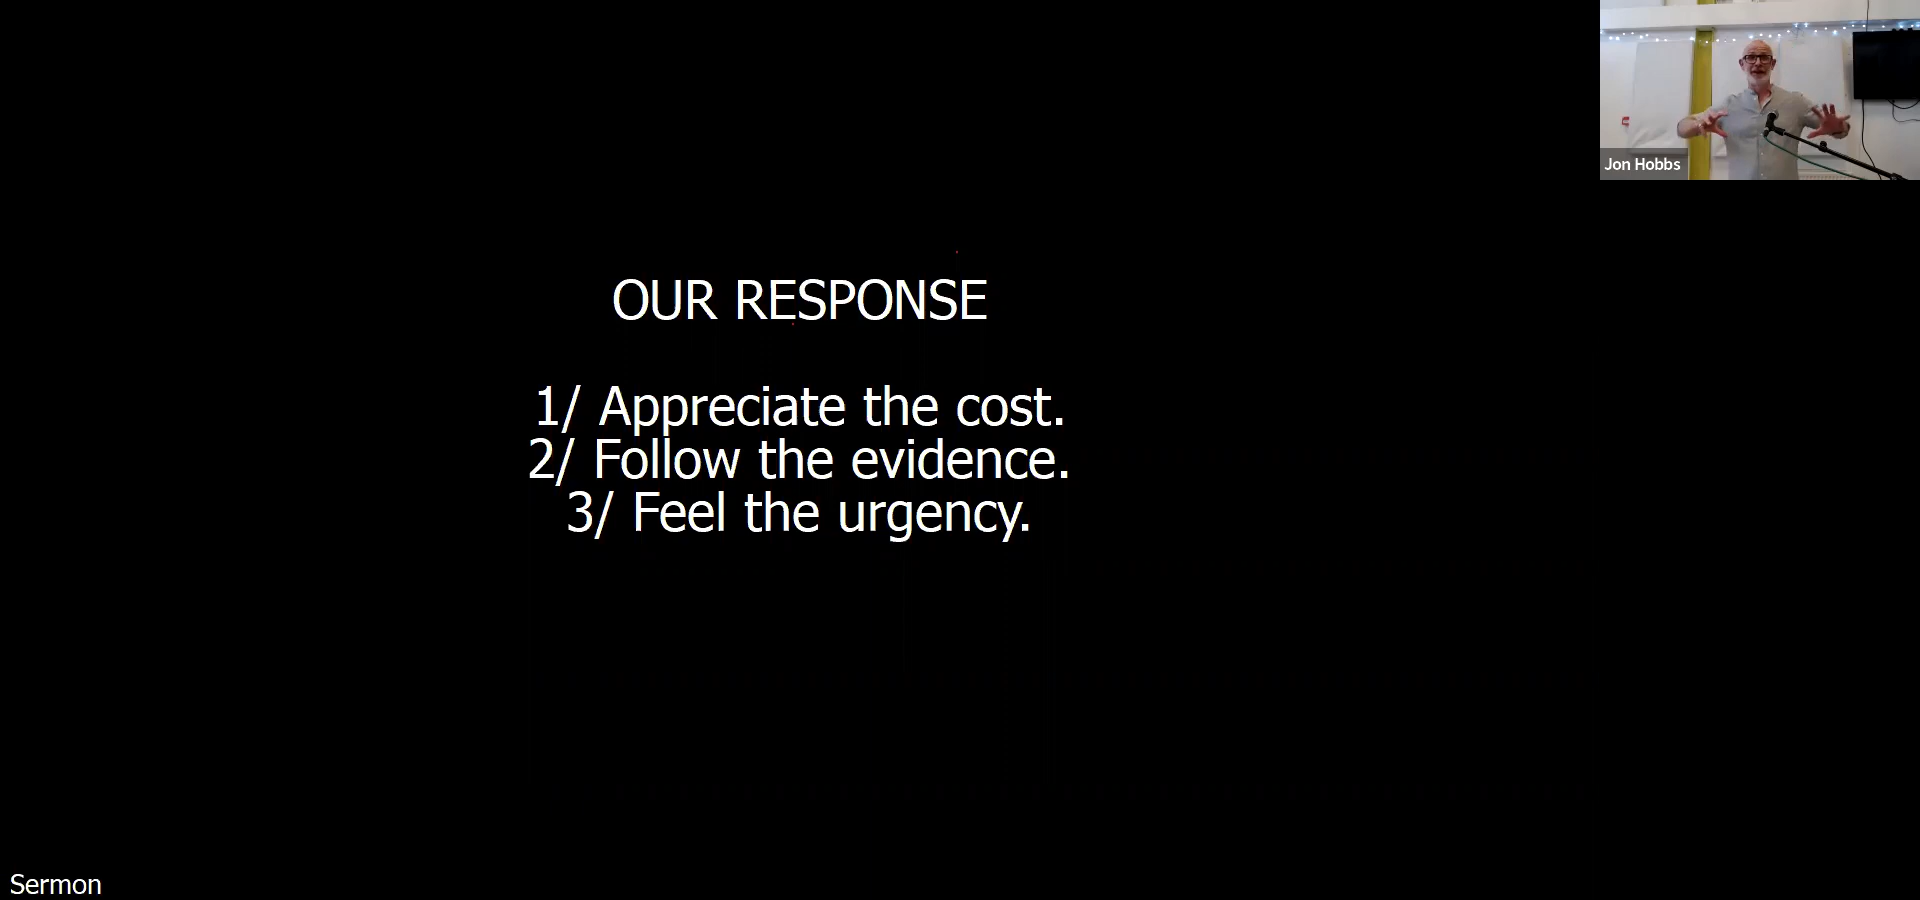 Jon Hobbs
OUR RESPONSE
1/ Appreciate the cost.
2/ Follow the evidence.
3/ Feel the urgency.
Sermon